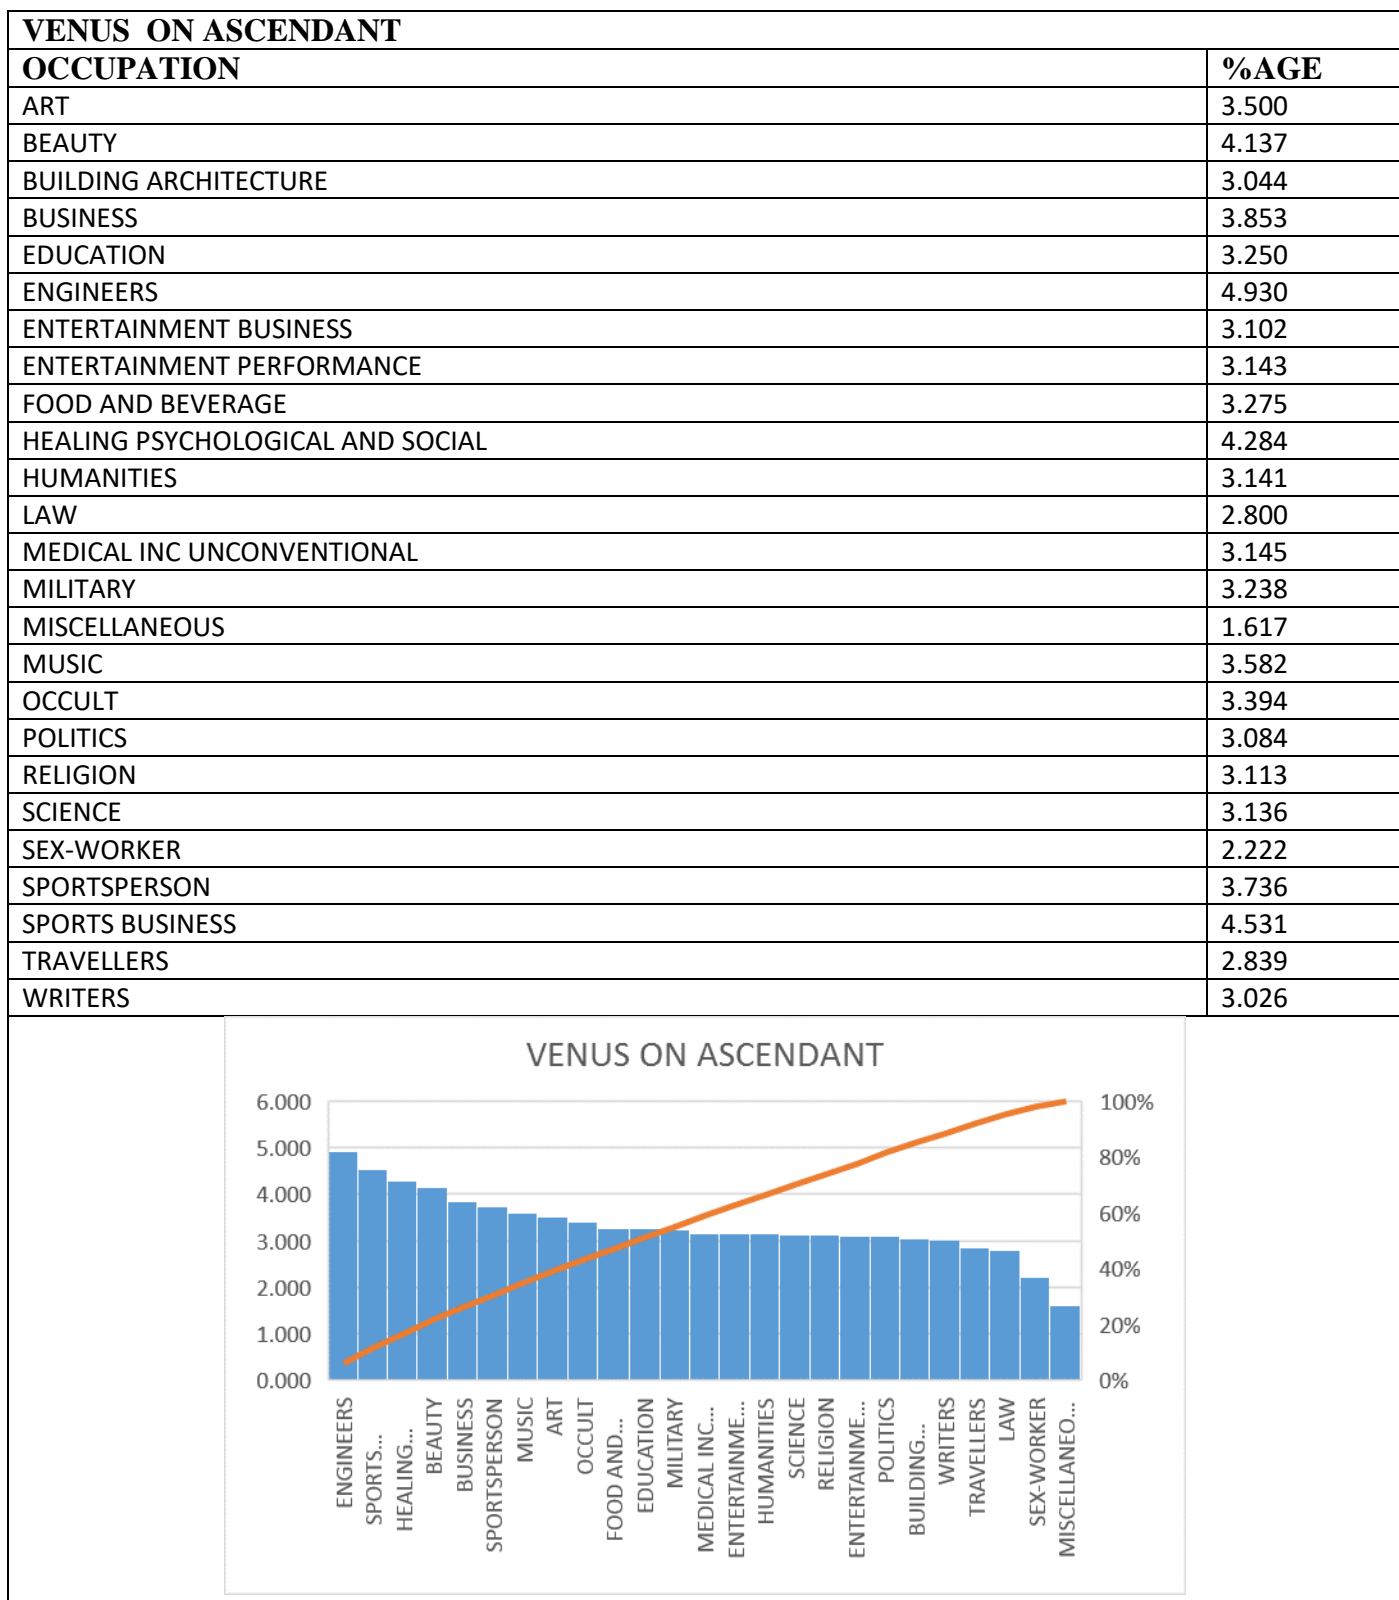 VENUS ON ASCENDANT
OCCUPATION %AGE
ART 3.500
BEAUTY 4.137
BUILDING ARCHITECTURE 3.044
BUSINESS 3.853
EDUCATION 3.250
ENGINEERS 4.930
ENTERTAINMENT BUSINESS 3.102
ENTERTAINMENT PERFORMANCE 3.143
FOOD AND BEVERAGE 3.275
HEALING PSYCHOLOGICAL AND SOCIAL 4.284
HUMANITIES 3.141
LAW 2.800
MEDICAL INC UNCONVENTIONAL 3.145
MILITARY 3.238
MISCELLANEOUS 1.617
MUSIC 3.582
OCCULT 3.394
POLITICS 3.084
RELIGION 3.113
SCIENCE 3.136
SEX-WORKER 2.222
SPORTSPERSON 3.736
SPORTS BUSINESS 4.531
TRAVELLERS 2.839
WRITERS 3.026
VENUS ON ASCENDANT
6.000 100%
5.000 80%
4.000 60%
3.000 40%
2.000 20%
1.000 0%
0.000
ENGINEERS
SPORTS...
HEALING...
BEAUTY
BUSINESS
SPORTSPERSON
MUSIC
ART
OCCULT
FOOD AND...
EDUCATION
MILITARY
MEDICAL INC...
ENTERTAINME...
HUMANITIES
SCIENCE
RELIGION
ENTERTAINME...
POLITICS
BUILDING...
WRITERS
TRAVELLERS
LAW
SEX-WORKER
MISCELLANEO...